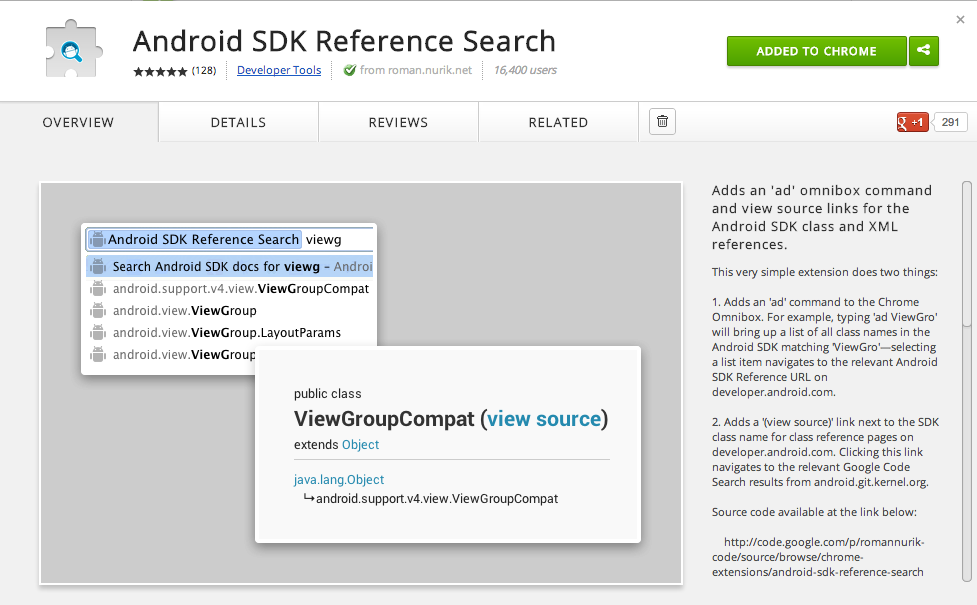 Android SDK Reference Search
(128) Developer Tools from roman.nurik.net 16,400 users
ADDED TO CHROME
OVERVIEW DETAILS REVIEWS RELATED
g +1 291
Android SDK Reference Search viewg
Search Android SDK docs for viewg – Androi
android.support.v4.view.ViewGroupCompat
android.view.ViewGroup
android.view.ViewGroup.LayoutParams
android.view.ViewGroup
public class
ViewGroupCompat (view source)
extends Object
java.lang.Object
↳android.support.v4.view.ViewGroupCompat
Adds an 'ad' omnibox command
and view source links for the
Android SDK class and XML
references.
This very simple extension does two things:
1. Adds an 'ad' command to the Chrome
Omnibox. For example, typing 'ad ViewGro'
will bring up a list of all class names in the
Android SDK matching 'ViewGro'—selecting
a list item navigates to the relevant Android
SDK Reference URL on
developer.android.com.
2. Adds a '(view source)' link next to the SDK
class name for class reference pages on
developer.android.com. Clicking this link
navigates to the relevant Google Code
Search results from android.git.kernel.org.
Source code available at the link below:
http://code.google.com/p/romannurik-
code/source/browse/chrome-
extensions/android-sdk-reference-search